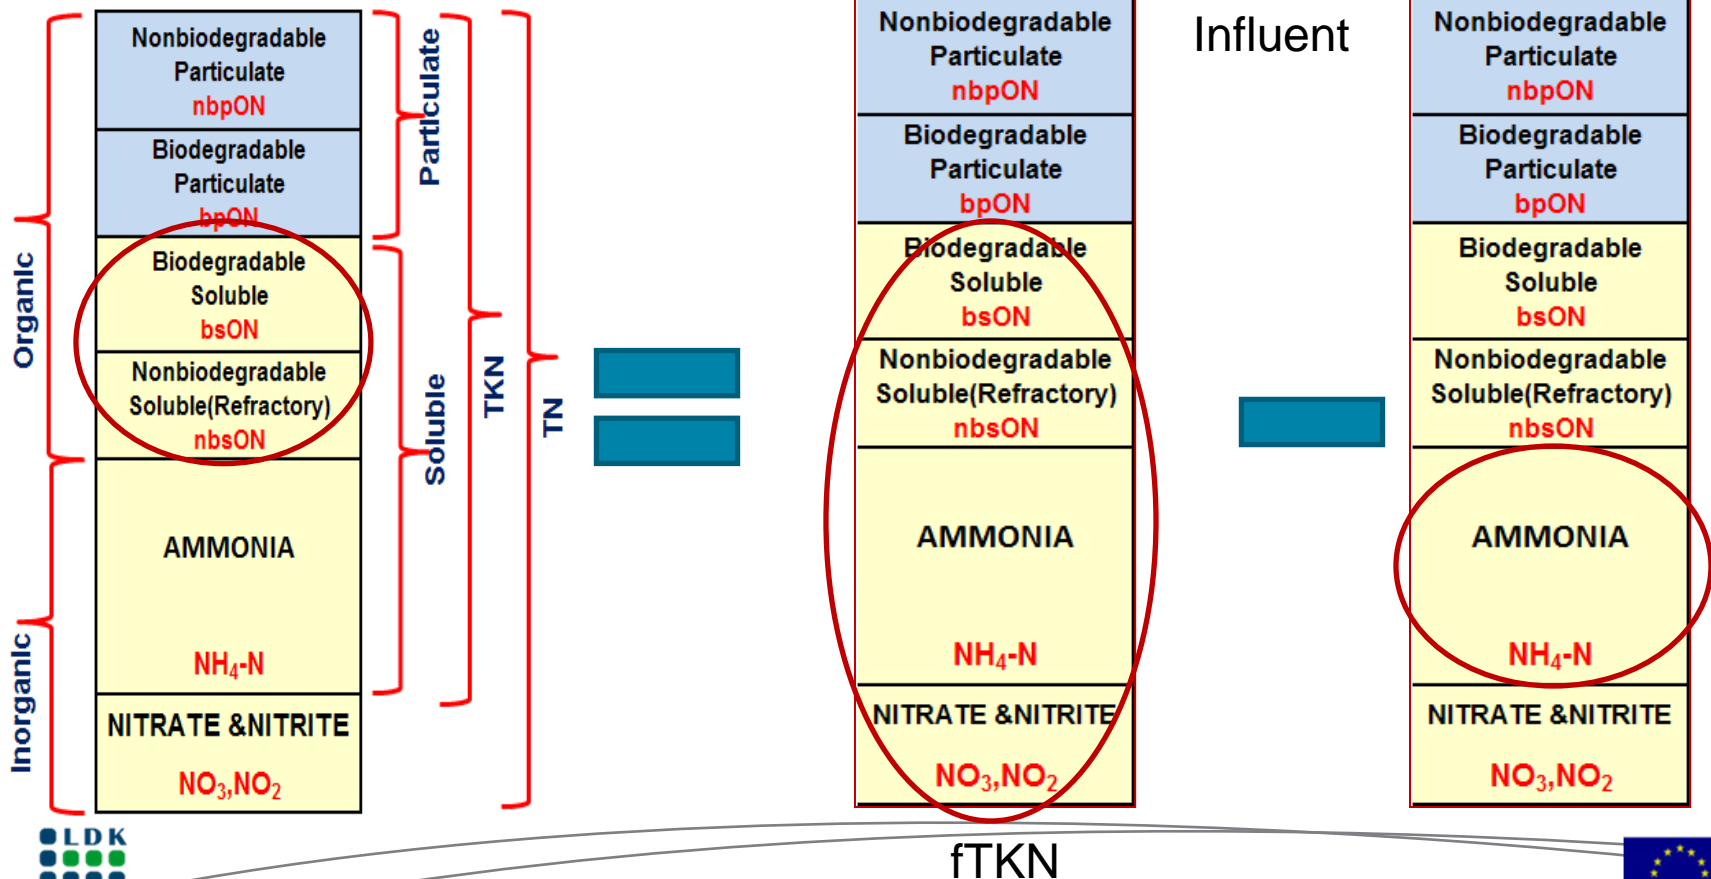 Organic
Inorganic
Nonbiodegradable
Particulate
nbpON
Biodegradable
Particulate
bpON
Biodegradable
Soluble
bsON
Nonbiodegradable
Soluble(Refractory)
nbsON
AMMONIA
NH₄-N
NITRATE &NITRITE
NO₃,NO₂
Particulate
Soluble
TKN
TN
Nonbiodegradable
Particulate
nbpON
Biodegradable
Particulate
bpON
Biodegradable
Soluble
bsON
Nonbiodegradable
Soluble(Refractory)
nbsON
AMMONIA
NH₄-N
NITRATE &NITRITE
NO₃,NO₂
fTKN
Influent
Nonbiodegradable
Particulate
nbpON
Biodegradable
Particulate
bpON
Biodegradable
Soluble
bsON
Nonbiodegradable
Soluble(Refractory)
nbsON
AMMONIA
NH₄-N
NITRATE &NITRITE
NO₃,NO₂
LDK